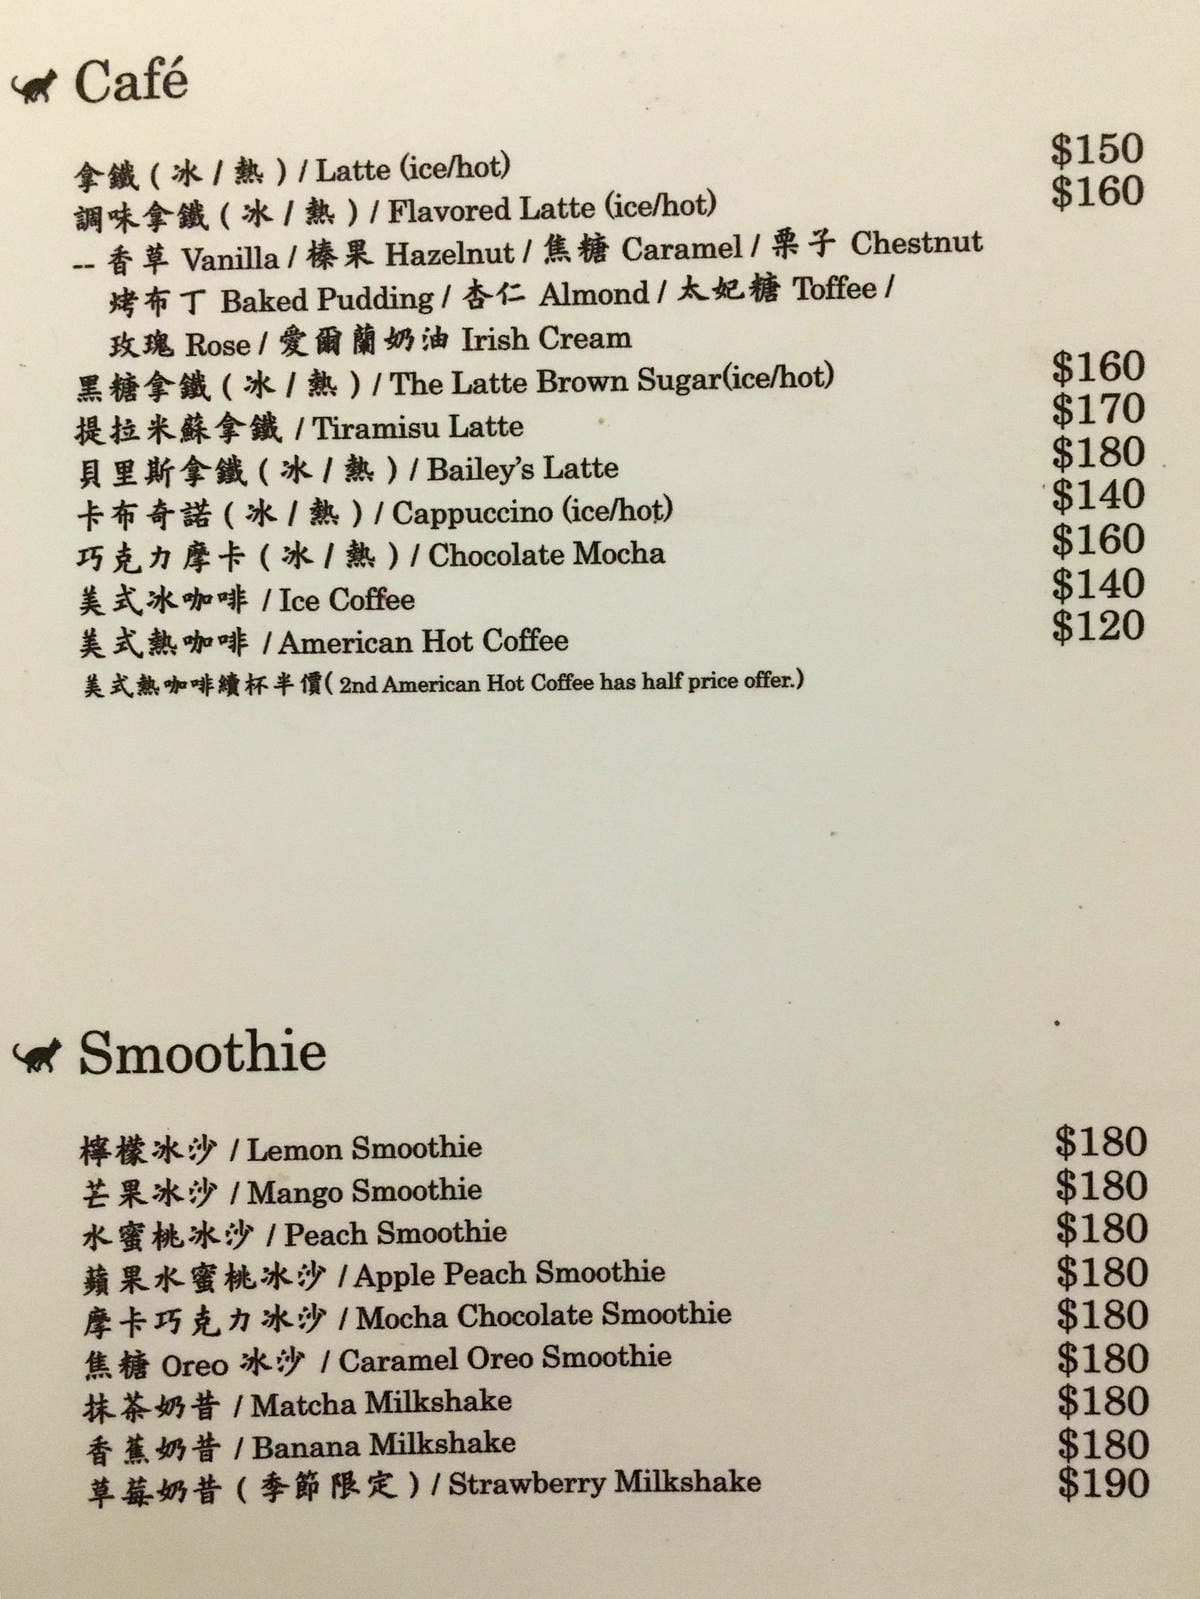 Café
拿鐵 ( 冰 / 熱 ) / Latte (ice/hot) $150
調味拿鐵 ( 冰 / 熱 ) / Flavored Latte (ice/hot) $160
-- 香草 Vanilla / 榛果 Hazelnut / 焦糖 Caramel / 栗子 Chestnut
烤布丁 Baked Pudding / 杏仁 Almond / 太妃糖 Toffee /
玫瑰 Rose / 愛爾蘭奶油 Irish Cream
黑糖拿鐵 ( 冰 / 熱 ) / The Latte Brown Sugar(ice/hot) $160
提拉米蘇拿鐵 / Tiramisu Latte $170
貝里斯拿鐵 ( 冰 / 熱 ) / Bailey's Latte $180
卡布奇諾 ( 冰 / 熱 ) / Cappuccino (ice/hot) $140
巧克力摩卡 ( 冰 / 熱 ) / Chocolate Mocha $160
美式冰咖啡 / Ice Coffee $140
美式熱咖啡 / American Hot Coffee $120
美式熱咖啡續杯半價( 2nd American Hot Coffee has half price offer.)
Smoothie
檸檬冰沙 / Lemon Smoothie $180
芒果冰沙 / Mango Smoothie $180
水蜜桃冰沙 / Peach Smoothie $180
蘋果水蜜桃冰沙 / Apple Peach Smoothie $180
摩卡巧克力冰沙 / Mocha Chocolate Smoothie $180
焦糖 Oreo 冰沙 / Caramel Oreo Smoothie $180
抹茶奶昔 / Matcha Milkshake $180
香蕉奶昔 / Banana Milkshake $180
草莓奶昔 ( 季節限定 ) / Strawberry Milkshake $190